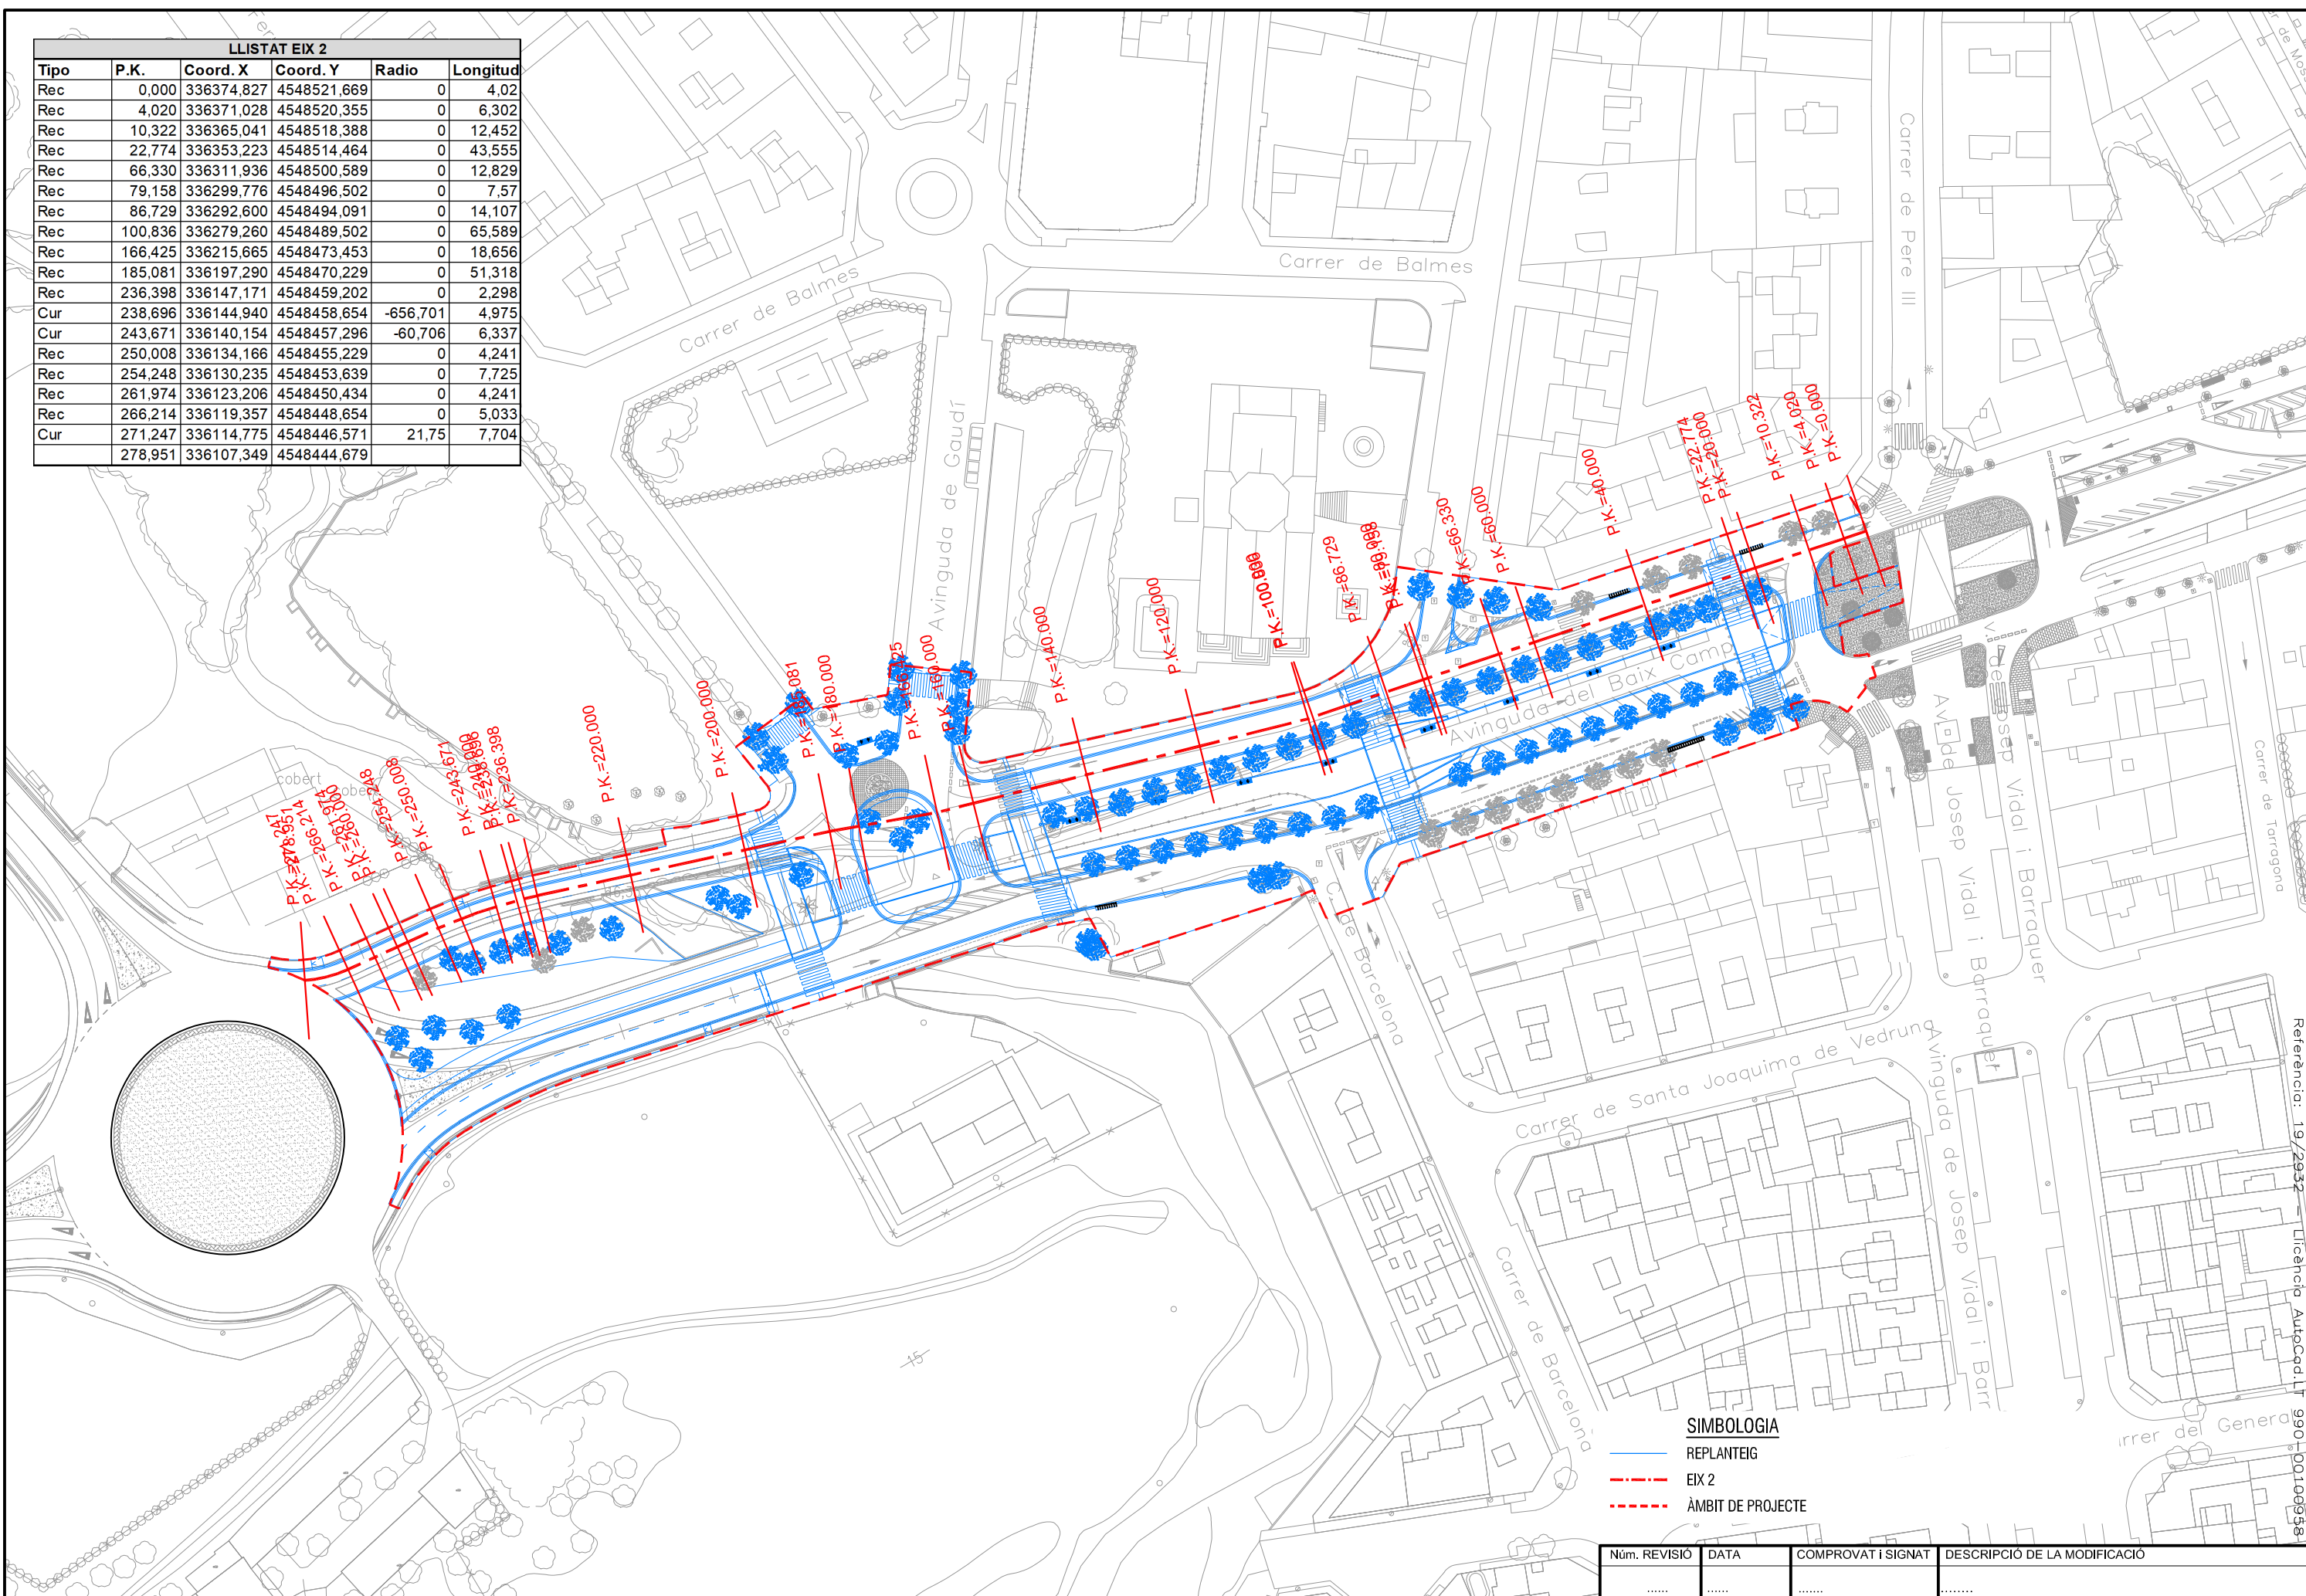 LLISTAT EIX 2
Tipo P.K. Coord. X Coord. Y Radio Longitud
Rec 0,000 336374,827 4548521,669 0 4,02
Rec 4,020 336371,028 4548520,355 0 6,302
Rec 10,322 336365,041 4548518,388 0 12,452
Rec 22,774 336353,223 4548514,464 0 43,555
Rec 66,330 336311,936 4548500,589 0 12,829
Rec 79,158 336299,776 4548496,502 0 7,57
Rec 86,729 336292,600 4548494,091 0 14,107
Rec 100,836 336279,260 4548489,502 0 65,589
Rec 166,425 336215,665 4548473,453 0 18,656
Rec 185,081 336197,290 4548470,229 0 51,318
Rec 236,398 336147,171 4548459,202 0 2,298
Cur 238,696 336144,940 4548458,654 -656,701 4,975
Cur 243,671 336140,154 4548457,296 -60,706 6,337
Rec 250,008 336134,166 4548455,229 0 4,241
Rec 254,248 336130,235 4548453,639 0 7,725
Rec 261,974 336123,206 4548450,434 0 4,241
Rec 266,214 336119,357 4548448,654 0 5,033
Cur 271,247 336114,775 4548446,571 21,75 7,704
278,951 336107,349 4548444,679
Carrer de Balmes
Carrer de Balmes
Avinguda de Gaudí
Carrer de Pere III
P.K.=0.000
P.K.=4.020
P.K.=10.322
P.K.=20.000
P.K.=22.774
P.K.=40.000
P.K.=60.000
P.K.=66.330
P.K.=86.729
P.K.=120.000
P.K.=140.000
P.K.=160.000
P.K.=180.000
P.K.=200.000
P.K.=220.000
P.K.=236.398
P.K.=243.671
P.K.=250.008
P.K.=254.248
P.K.=266.214
cobert
Avinguda del Baix Camp
Av. de Josep Vidal i Barraquer
Av. de Josep Vidal i Barraquer
Carrer de Tarragona
C. de Barcelona
Carrer de Santa Joaquima de Vedruna
Avinguda de Josep Vidal i Barr
Carrer de Barcelona
rrer del General
15
Referència: 19/2932 - Llicència AutoCad.LT 990-00100958
SIMBOLOGIA
REPLANTEIG
EIX 2
ÀMBIT DE PROJECTE
Núm. REVISIÓ DATA COMPROVAT i SIGNAT DESCRIPCIÓ DE LA MODIFICACIÓ
...... ...... ....... ........